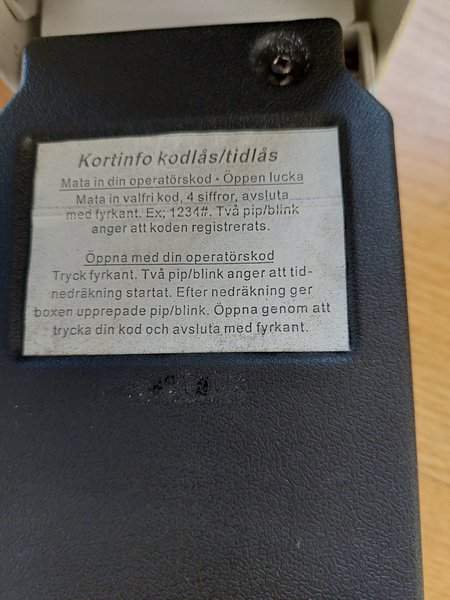 Kortinfo kodlås/tidlås
Mata in din operatörskod - Öppen lucka
Mata in valfri kod, 4 siffror, avsluta
med fyrkant. Ex; 1234#. Två pip/blink
anger att koden registrerats.
Öppna med din operatörskod
Tryck fyrkant. Två pip/blink anger att tid-
nedräkning startat. Efter nedräkning ger
boxen upprepade pip/blink. Öppna genom att
trycka din kod och avsluta med fyrkant.